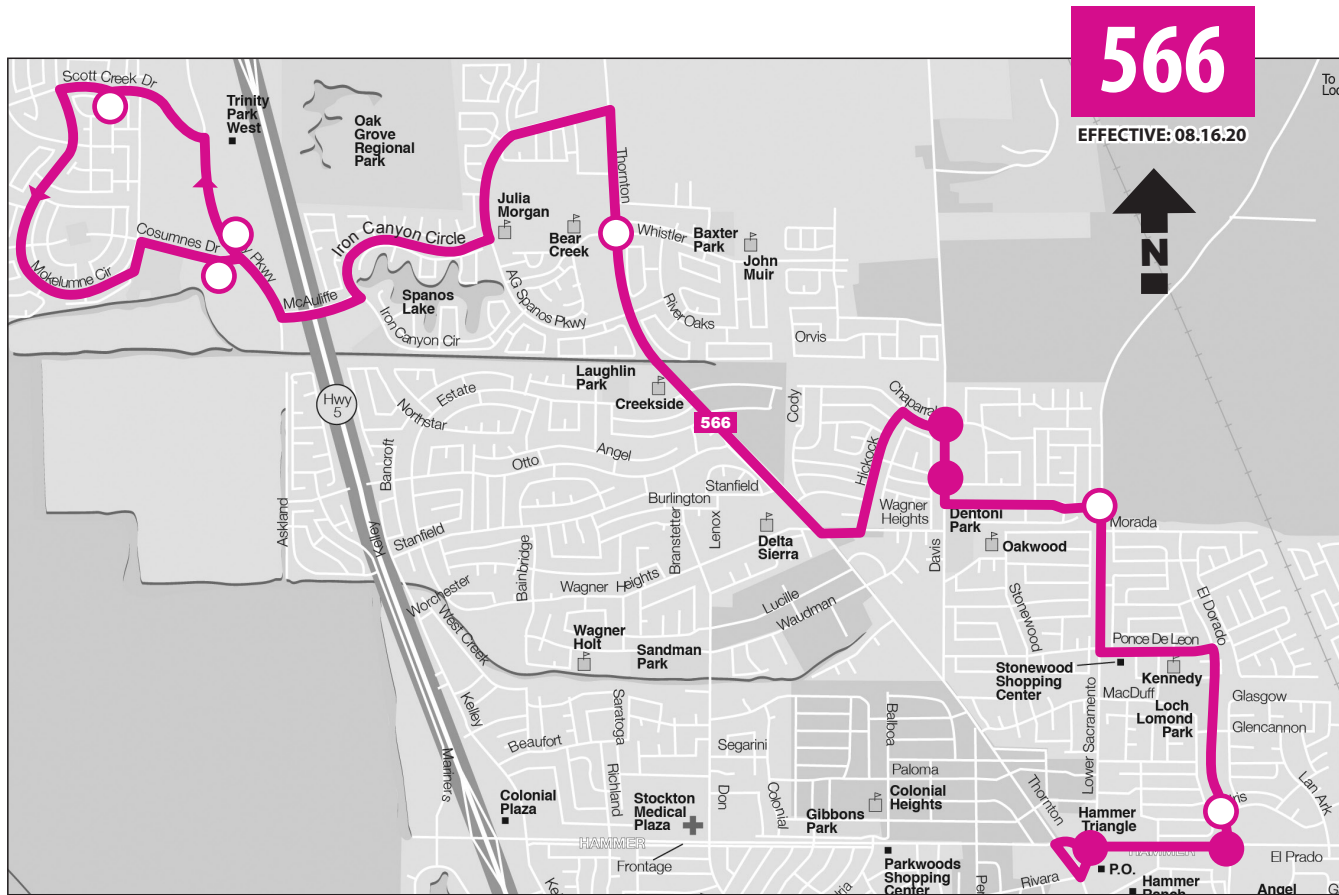 566
EFFECTIVE: 08.16.20
N
To
Scott Creek Dr
Trinity
Park
West
Oak
Grove
Regional
Park
Thornton
Julia
Morgan
Bear
Creek
Whistler
Baxter
Park
John
Muir
Iron Canyon Circle
Cosumnes Dr
Pkwy
Mokelumne Cir
McAuliffe
Spanos
Lake
Iron Canyon Cir
AG Spanos Pkwy
RiverOaks
Orvis
Laughlin
Park
Creekside
566
Hwy
5
Estate
Northstar
Bancroft
Otto
Angel
Cody
Chaparral
Hickock
Burlington
Stanfield
Wagner
Heights
Dentoni
Park
Morada
Oakwood
Askland
Kelley
Stanfield
Bainbridge
Branstetter
Lenox
Delta
Sierra
Davis
Wagner Heights
Worchester
West Creek
Lucille
Waudman
Stonewood
El Dorado
Wagner
Holt
Sandman
Park
Ponce De Leon
Stonewood
Shopping
Center
Kennedy
MacDuff
Loch
Lomond
Park
Glasgow
Glencannon
Lower Sacramento
Kelley
Saratoga
Beaufort
Segarini
Balboa
Mariners
Richland
Don
Colonial
Paloma
Thornton
Lan Ark
Colonial
Plaza
Stockton
Medical
Plaza
Gibbons
Park
Colonial
Heights
Hammer
Triangle
HAMMER
HAMMER
Frontage
Parkwoods
Shopping
Center
Rivara
P.O.
El Prado
Hammer
Angel